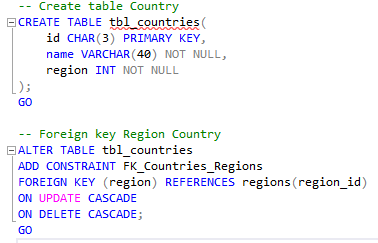 -- Create table Country
CREATE TABLE tbl_countries(
    id CHAR(3) PRIMARY KEY,
    name VARCHAR(40) NOT NULL,
    region INT NOT NULL
);
GO

-- Foreign key Region Country
ALTER TABLE tbl_countries
ADD CONSTRAINT FK_Countries_Regions
FOREIGN KEY (region) REFERENCES regions(region_id)
ON UPDATE CASCADE
ON DELETE CASCADE;
GO